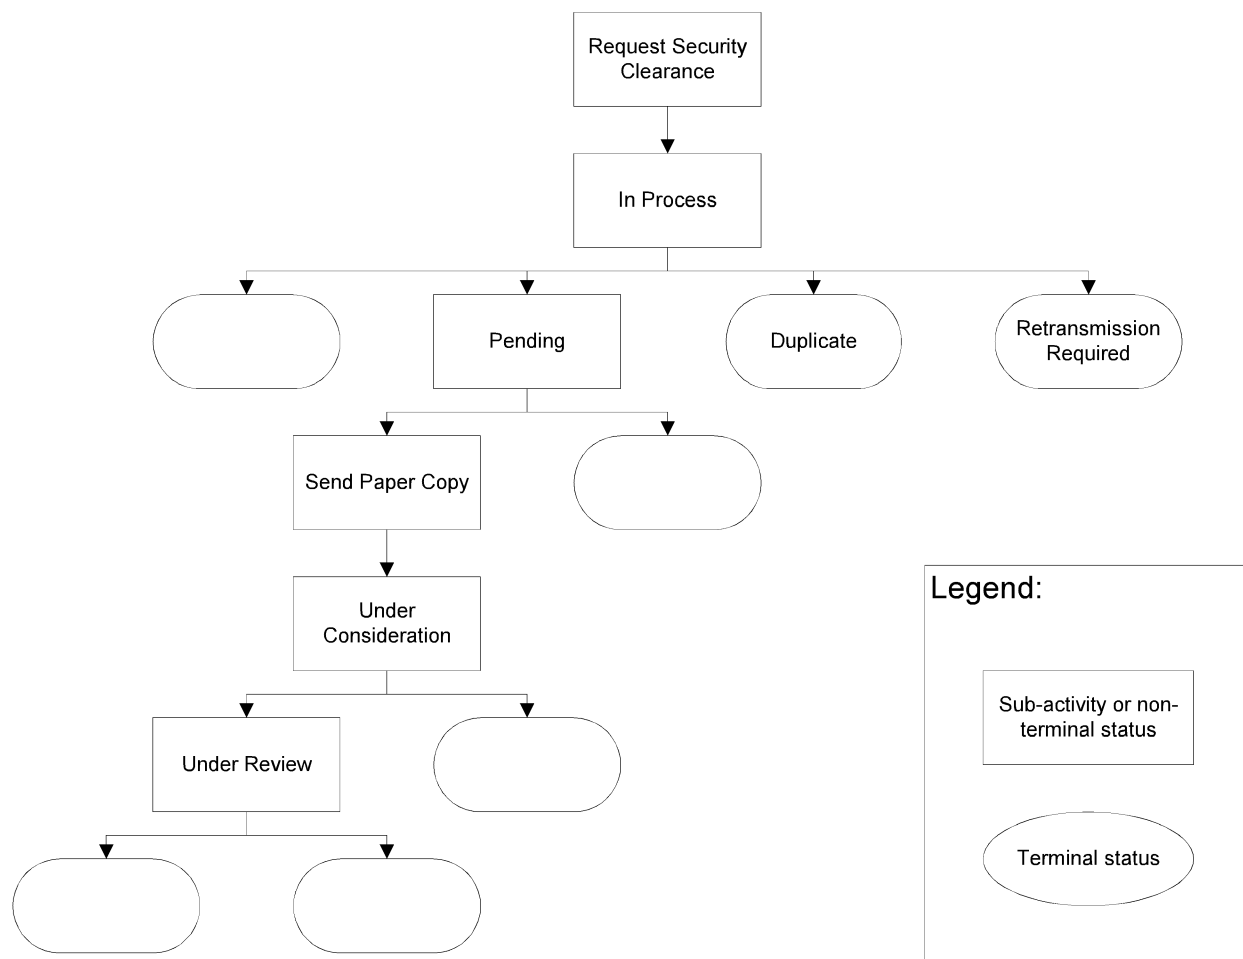 Request Security
Clearance
In Process
Pending
Duplicate
Retransmission
Required
Send Paper Copy
Under
Consideration
Under Review
Legend:
Sub-activity or non-
terminal status
Terminal status